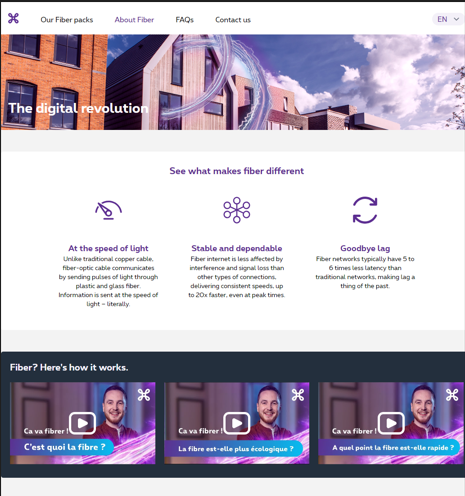 Our Fiber packs
About Fiber
FAQs
Contact us
EN
The digital revolution
See what makes fiber different
At the speed of light
Unlike traditional copper cable,
fiber-optic cable communicates
by sending pulses of light through
plastic and glass fiber.
Information is sent at the speed of
light – literally.
Stable and dependable
Fiber internet is less affected by
interference and signal loss than
other types of connections,
delivering consistent speeds, up
to 20x faster, even at peak times.
Goodbye lag
Fiber networks typically have 5 to
6 times less latency than
traditional networks, making lag a
thing of the past.
Fiber? Here's how it works.
Ca va fibrer !
C'est quoi la fibre ?
Ca va fibrer !
La fibre est-elle plus écologique ?
Ca va fibrer !
A quel point la fibre est-elle rapide ?